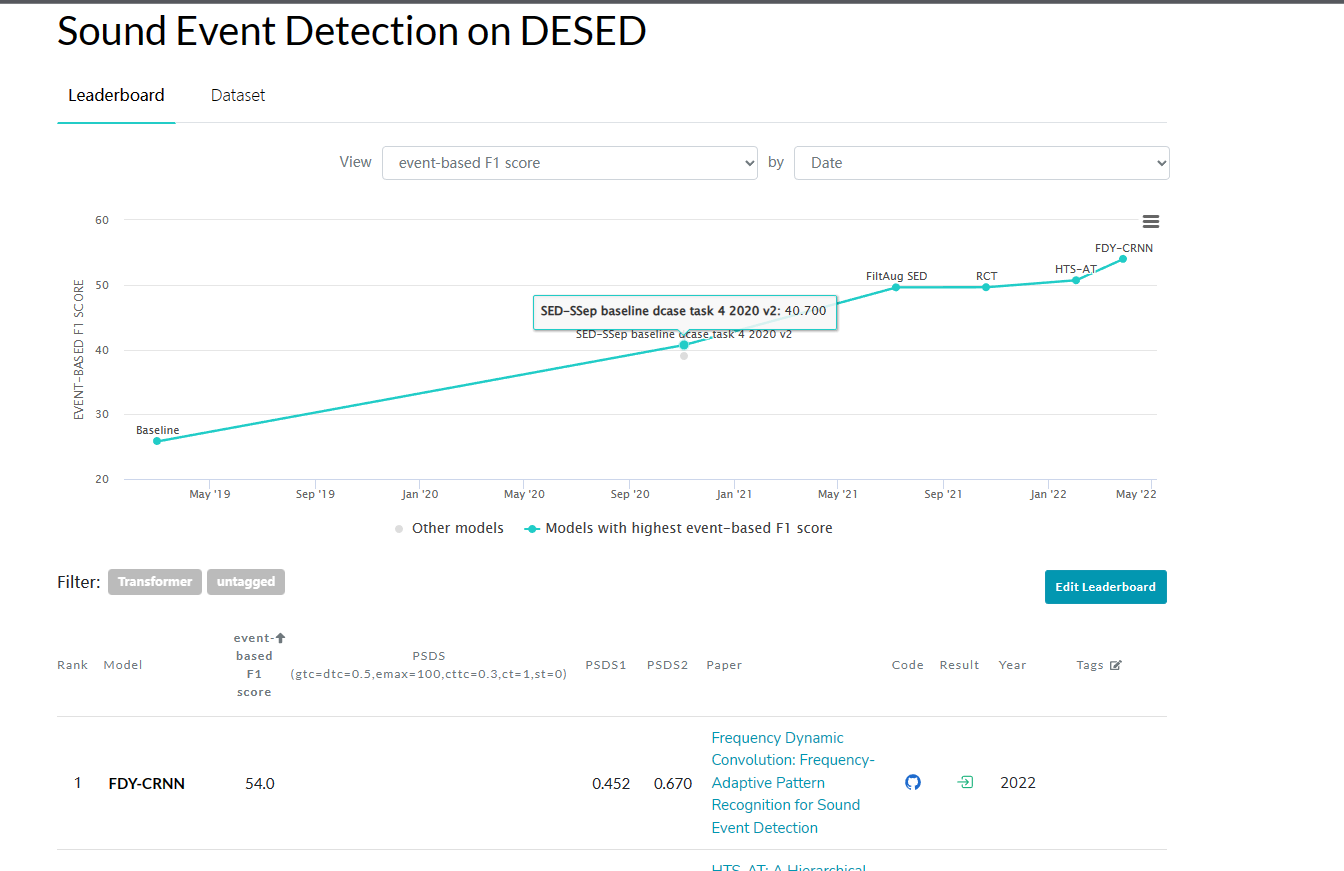 Sound Event Detection on DESED
Leaderboard Dataset
View event-based F1 score by Date
60
50
40
30
20
EVENT-BASED F1 SCORE
FDY-CRNN
HTS-AT
RCT
FiltAug SED
SED-SSep baseline dcase task 4 2020 v2: 40.700
SED-SSep baseline dcase task 4 2020 v2
Baseline
May '19 Sep '19 Jan '20 May '20 Sep '20 Jan '21 May '21 Sep '21 Jan '22 May '22
Other models Models with highest event-based F1 score
Filter: Transformer untagged
Edit Leaderboard
Rank Model
event-
based
F1
score
PSDS
(gtc=dtc=0.5,emax=100,cttc=0.3,ct=1,st=0)
PSDS1 PSDS2 Paper Code Result Year Tags
1 FDY-CRNN 54.0 0.452 0.670
Frequency Dynamic
Convolution: Frequency-
Adaptive Pattern
Recognition for Sound
Event Detection
2022
HTS-AT: A Hierarchical